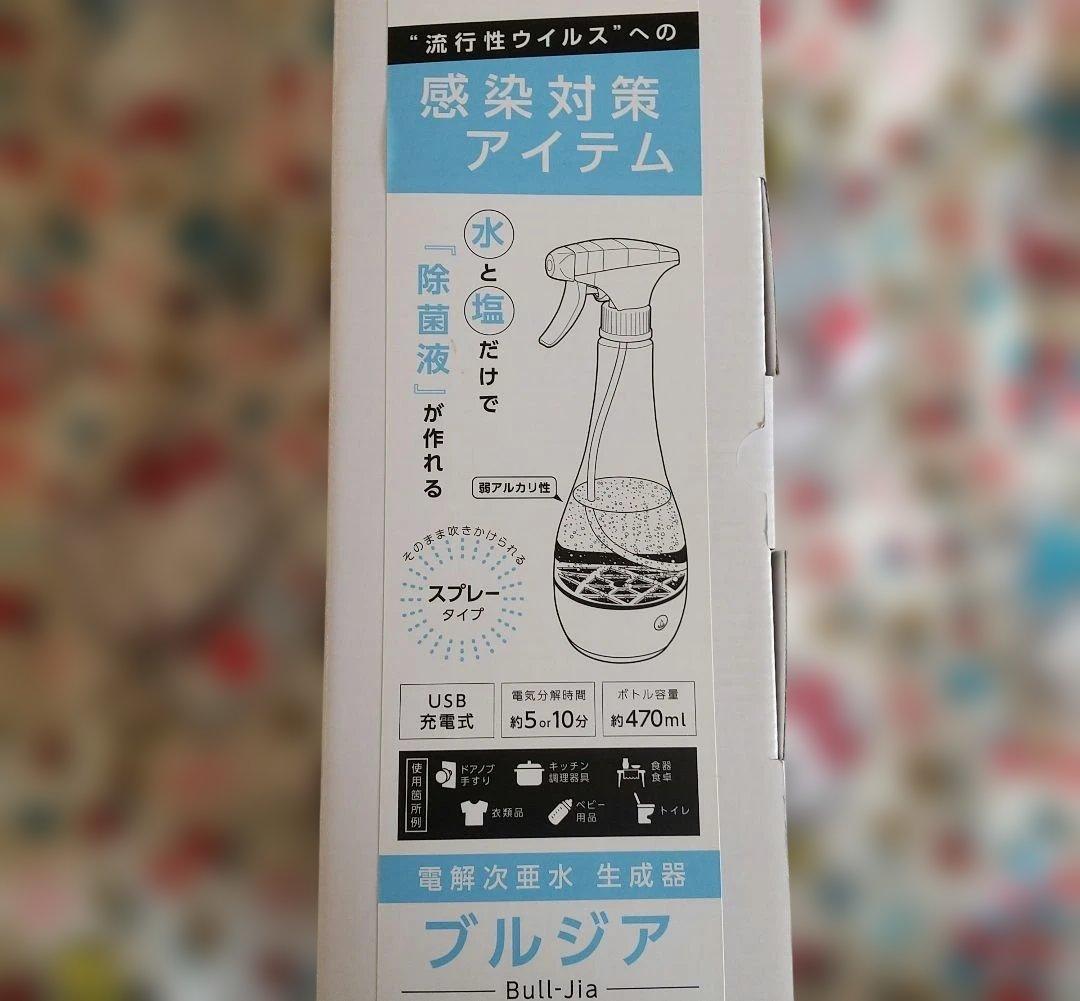 “流行性ウイルス”への
感染対策
アイテム
水と塩だけで
『除菌液』が作れる
弱アルカリ性
そのまま吹きかけられる
スプレー
タイプ
USB
充電式
電気分解時間
約5or10分
ボトル容量
約470ml
使用箇所例
ドアノブ
手すり
キッチン
調理器具
食器
食卓
衣類品
ベビー
用品
トイレ
電解次亜水 生成器
ブルジア
Bull-Jia